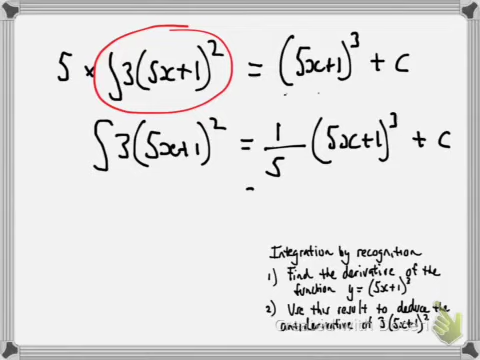 5 × ∫3(5x+1)² = (5x+1)³ + C
∫3(5x+1)² = 1/5 (5x+1)³ + C
Integration by recognition
1) Find the derivative of the
function y = (5x+1)³
2) Use this result to deduce the
antiderivative of 3(5x+1)²